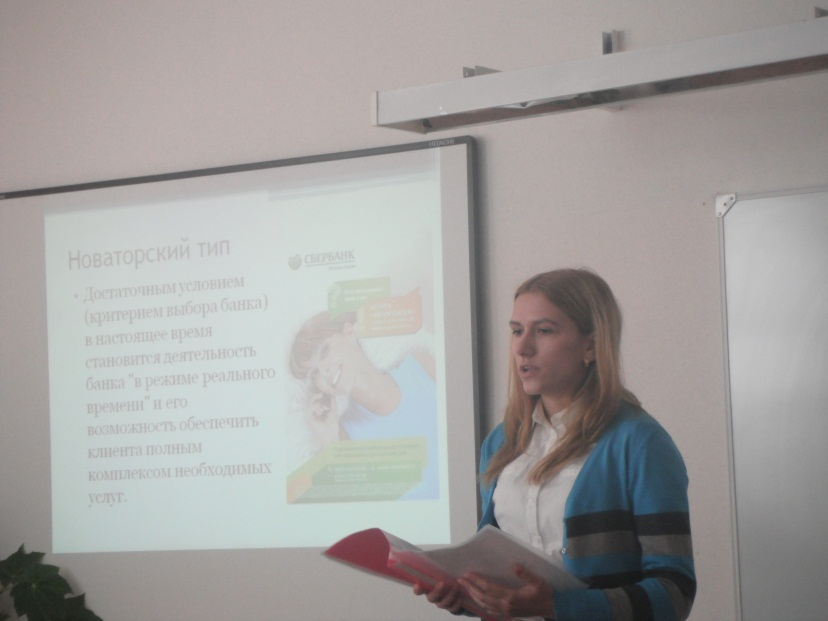 HITACHI
Новаторский тип
• Достаточным условием
(критерием выбора банка)
в настоящее время
становится деятельность
банка "в режиме реального
времени" и его
возможность обеспечить
клиента полным
комплексом необходимых
услуг.
СБЕРБАНК